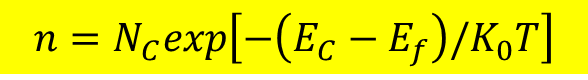 n = N_C exp[−(E_C − E_f)/K_0T]